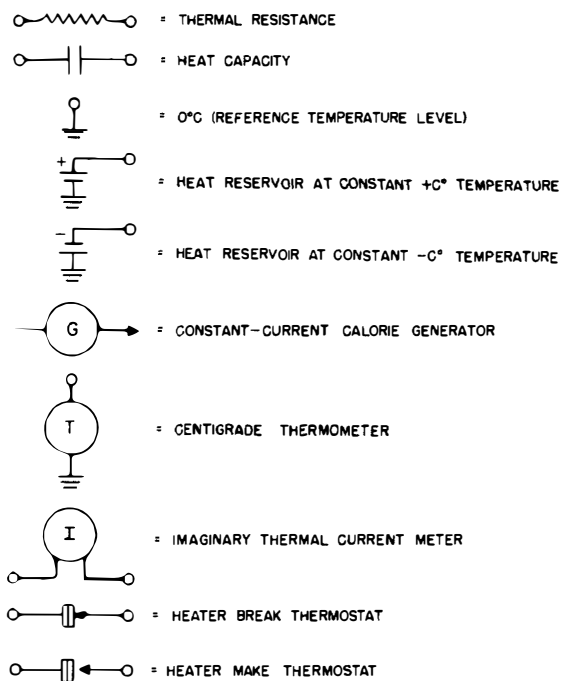 = THERMAL RESISTANCE
= HEAT CAPACITY
= 0°C (REFERENCE TEMPERATURE LEVEL)
+
= HEAT RESERVOIR AT CONSTANT +C° TEMPERATURE
-
= HEAT RESERVOIR AT CONSTANT -C° TEMPERATURE
G = CONSTANT-CURRENT CALORIE GENERATOR
T = CENTIGRADE THERMOMETER
I = IMAGINARY THERMAL CURRENT METER
= HEATER BREAK THERMOSTAT
= HEATER MAKE THERMOSTAT